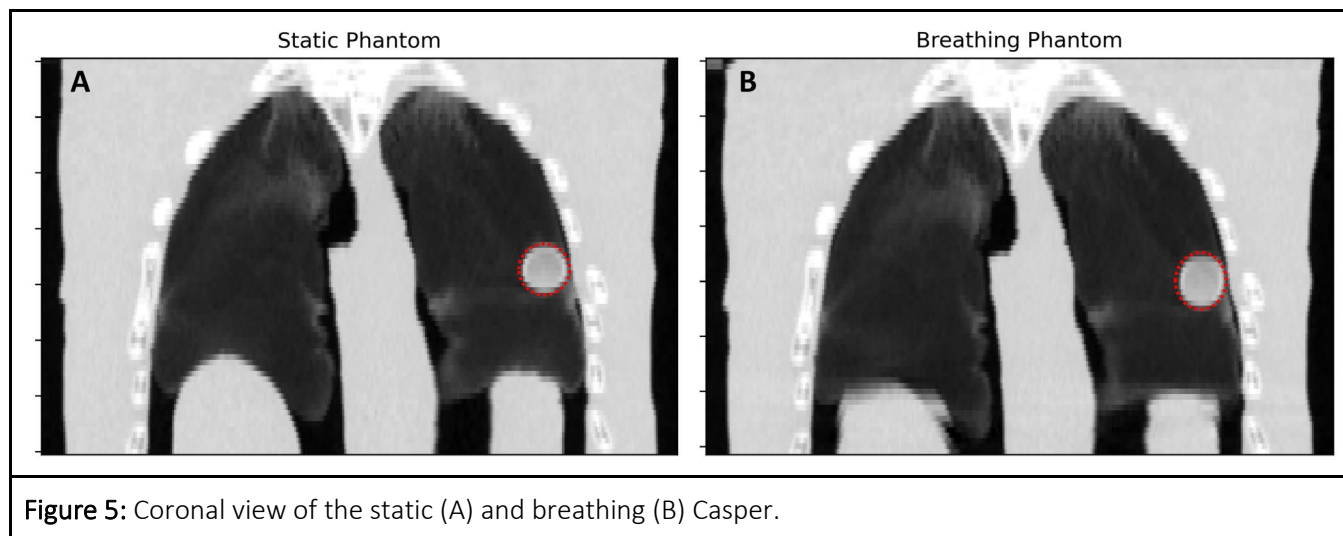 Static Phantom
Breathing Phantom
A
B
Figure 5: Coronal view of the static (A) and breathing (B) Casper.